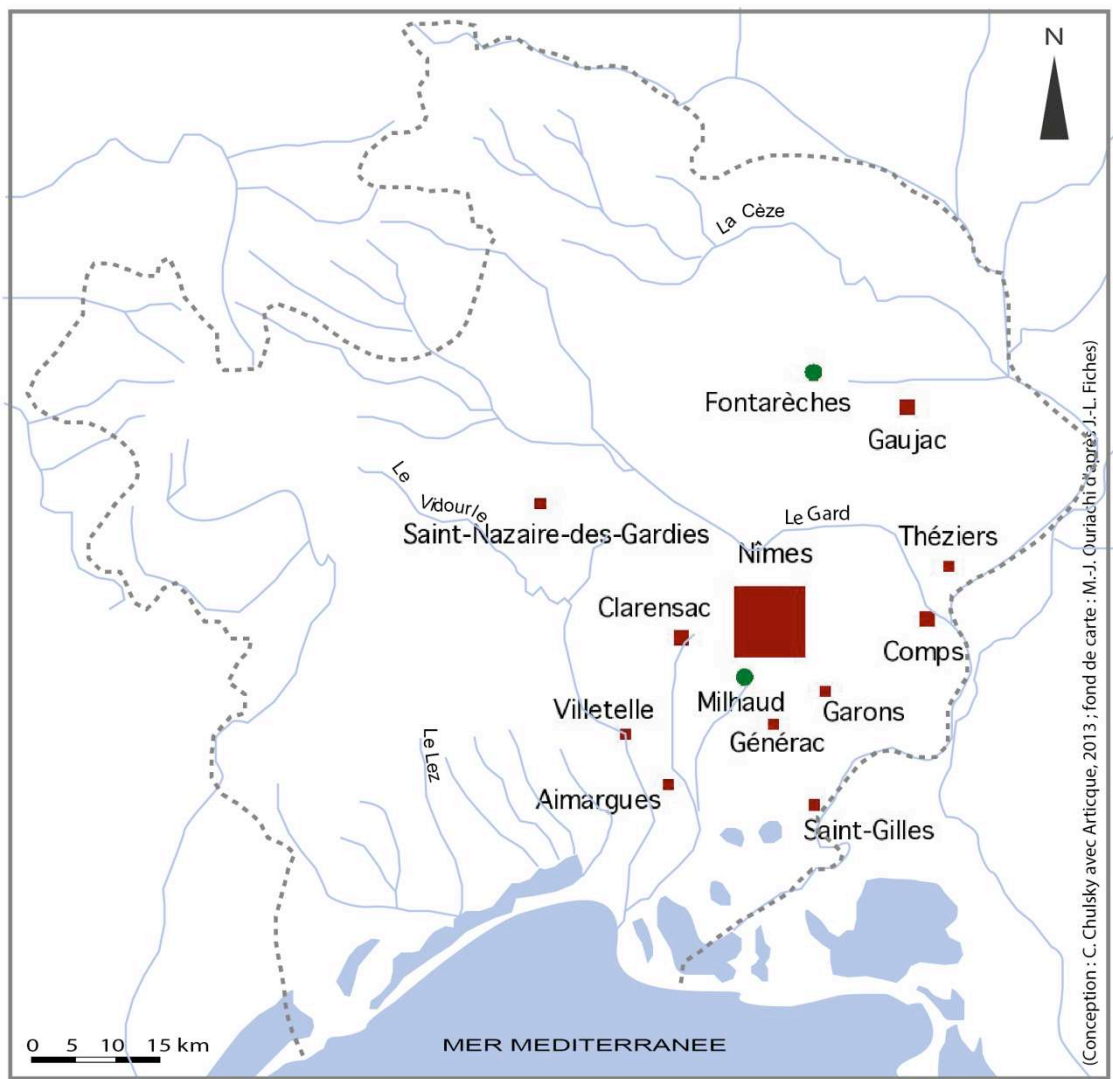 N
La Cèze
Fontarèches
Gaujac
Le Vidourle
Saint-Nazaire-des-Gardies
Le Gard
Nîmes
Théziers
Clarensac
Comps
Milhaud
Garons
Villetelle
Générac
Le Lez
Aimargues
Saint-Gilles
0 5 10 15 km
MER MEDITERRANEE
(Conception : C. Chulsky avec Articque, 2013 ; fond de carte : M.-J. Ouriachi d'après J.-L. Fiches)